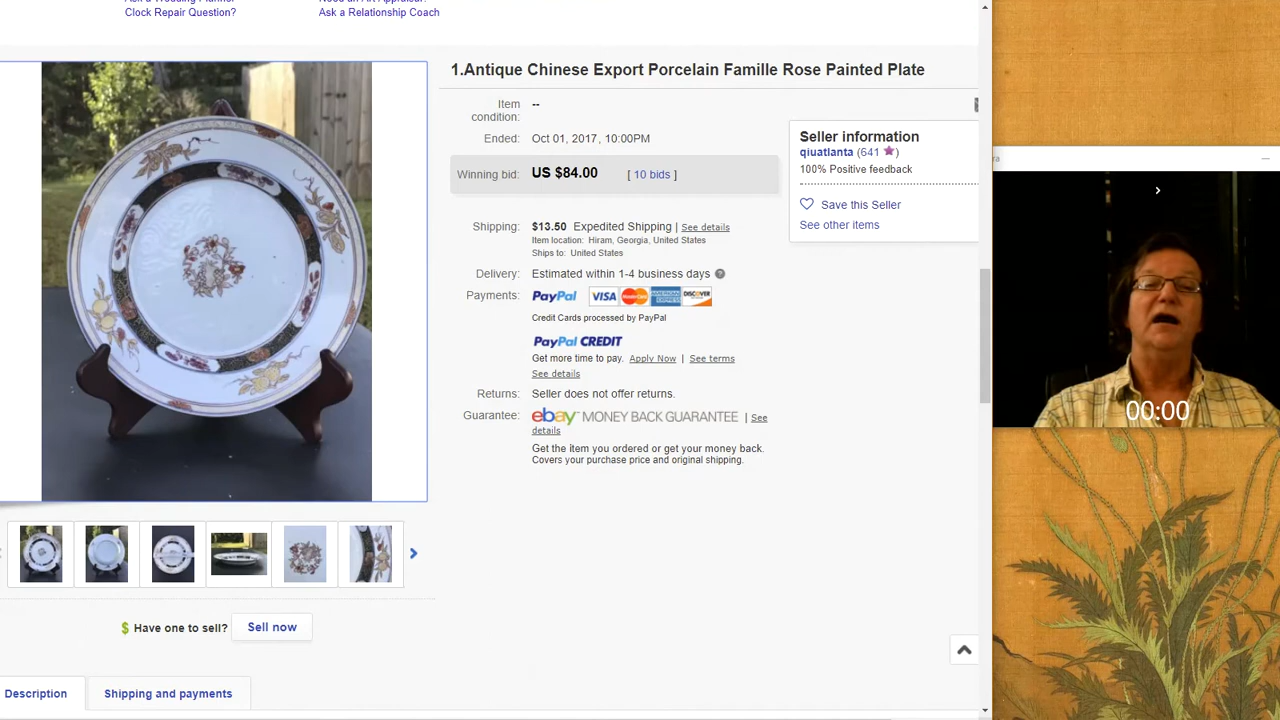 Clock Repair Question?
Ask a Relationship Coach
1.Antique Chinese Export Porcelain Famille Rose Painted Plate
Item condition:
--
Ended:
Oct 01, 2017, 10:00PM
Winning bid:
US $84.00
[ 10 bids ]
Shipping:
$13.50 Expedited Shipping | See details
Item location: Hiram, Georgia, United States
Ships to: United States
Delivery:
Estimated within 1-4 business days
?
Payments:
PayPal VISA MasterCard AMERICAN EXPRESS DISCOVER
Credit Cards processed by PayPal
PayPal CREDIT
Get more time to pay. Apply Now | See terms
See details
Returns:
Seller does not offer returns.
Guarantee:
ebay MONEY BACK GUARANTEE | See
details
Get the item you ordered or get your money back.
Covers your purchase price and original shipping.
Seller information
qiuatlanta (641 )
100% Positive feedback
Save this Seller
See other items
$ Have one to sell?
Sell now
Description
Shipping and payments
00:00